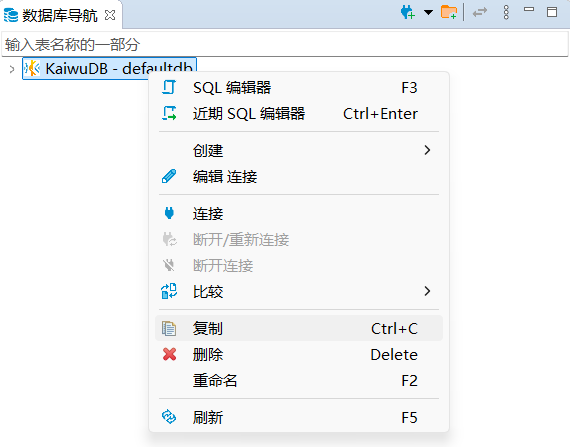 数据库导航
输入表名称的一部分
KaiwuDB - defaultdb
SQL 编辑器 F3
近期 SQL 编辑器 Ctrl+Enter
创建
编辑 连接
连接
断开/重新连接
断开连接
比较
复制 Ctrl+C
删除 Delete
重命名 F2
刷新 F5